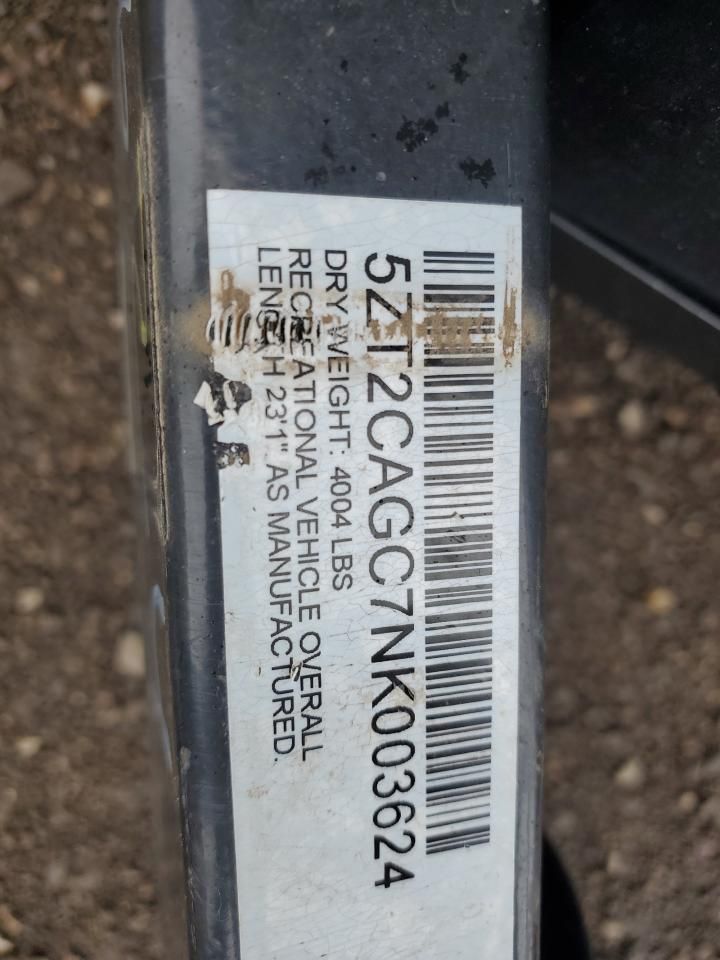 5ZT2CAGC7NK003624
DRY WEIGHT: 4004 LBS
RECREATIONAL VEHICLE OVERALL
LENGTH 23'1" AS MANUFACTURED.